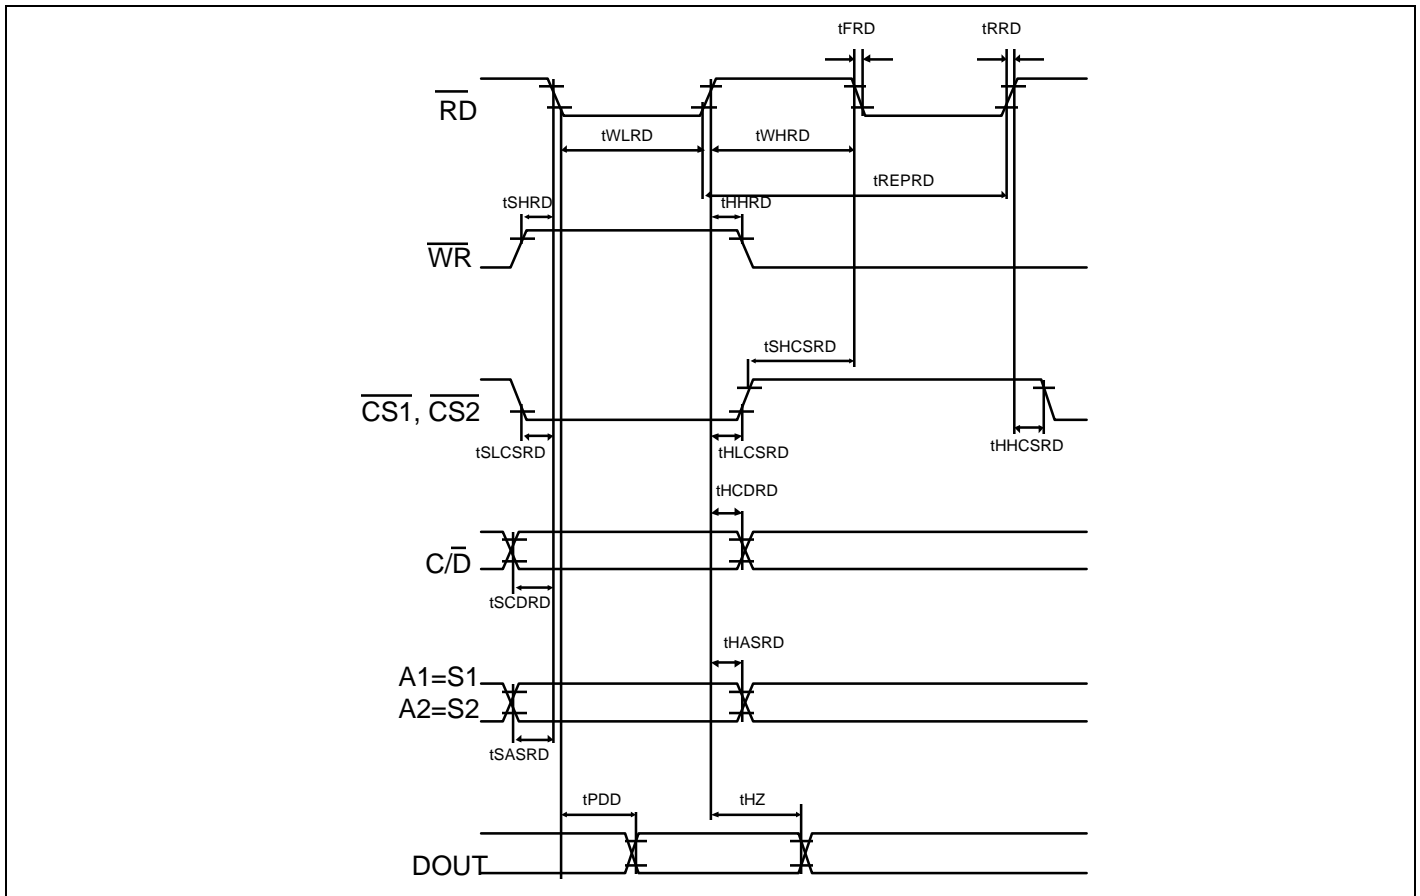 tFRD tRRD
RD
tWLRD tWHRD
tREPRD
tSHRD tHHRD
WR
tSHCSRD
CS1, CS2
tSLCSRD tHLCSRD tHHCSRD
tHCDRD
C/D
tSCDRD
tHASRD
A1=S1
A2=S2
tSASRD
tPDD tHZ
DOUT